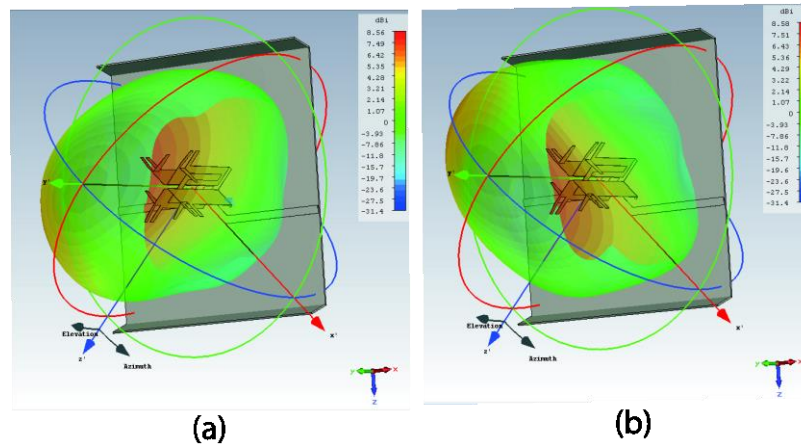 dBi
8.56
7.49
6.42
5.35
4.28
3.21
2.14
1.07
0
-3.93
-7.86
-11.8
-15.7
-19.7
-23.6
-27.5
-31.4
y'
x'
z'
Elevation
Azimuth
y
x
z
(a)
dBi
8.58
7.51
6.43
5.36
4.29
3.22
2.14
1.07
0
-3.93
-7.86
-11.8
-15.7
-19.6
-23.6
-27.5
-31.4
y'
x'
z'
Elevation
Azimuth
y
x
z
(b)